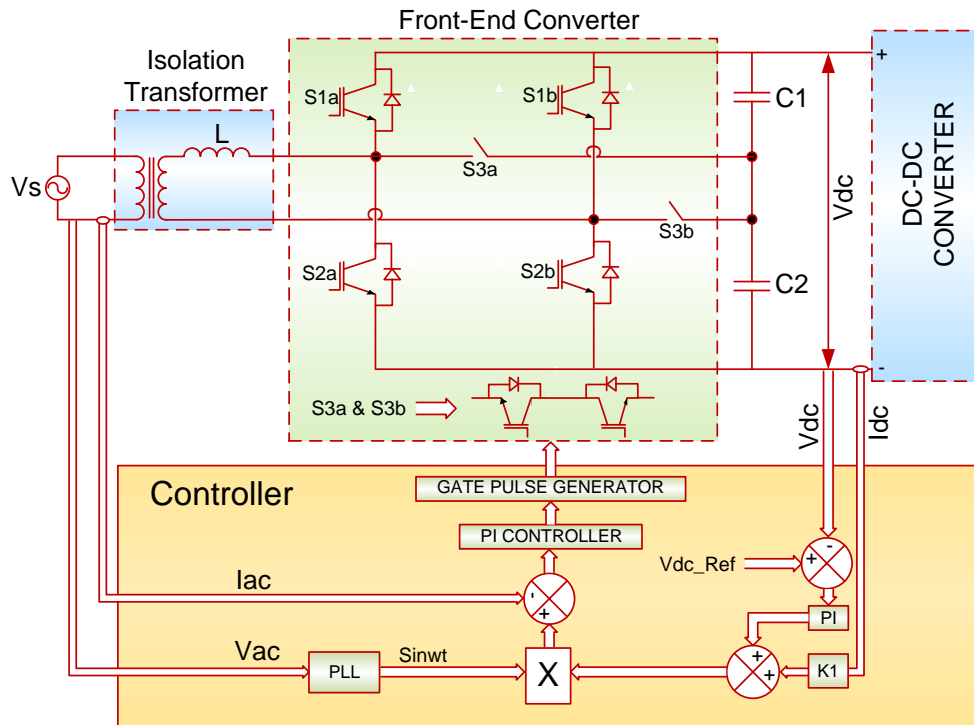 Front-End Converter
Isolation
Transformer
L
Vs
S1a
S1b
S3a
S3b
S2a
S2b
C1
C2
+
-
Vdc
DC-DC
CONVERTER
S3a & S3b
Vdc
Idc
Controller
GATE PULSE GENERATOR
PI CONTROLLER
Iac
-
+
Vdc_Ref
+
-
PI
Vac
PLL
Sinwt
X
+
+
K1